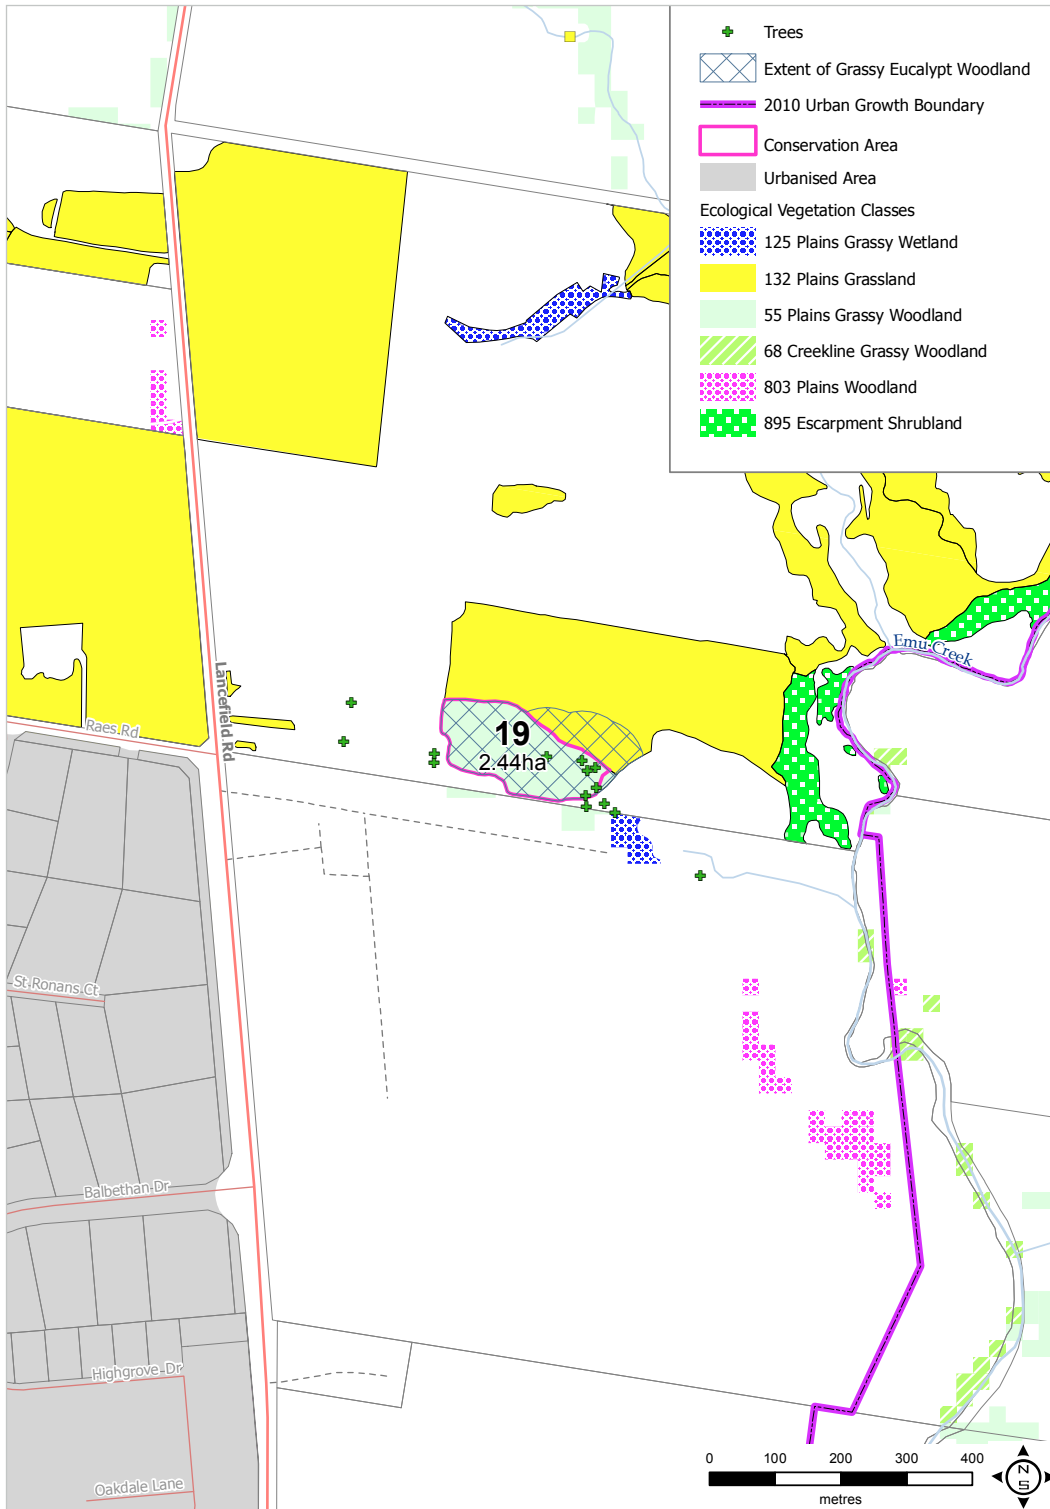 Trees
Extent of Grassy Eucalypt Woodland
2010 Urban Growth Boundary
Conservation Area
Urbanised Area
Ecological Vegetation Classes
125 Plains Grassy Wetland
132 Plains Grassland
55 Plains Grassy Woodland
68 Creekline Grassy Woodland
803 Plains Woodland
895 Escarpment Shrubland
Emu Creek
Lancefield Rd
Raes Rd
19
2.44ha
St Ronans Ct
Balbethan Dr
Highgrove Dr
Oakdale Lane
0 100 200 300 400
metres
N
S